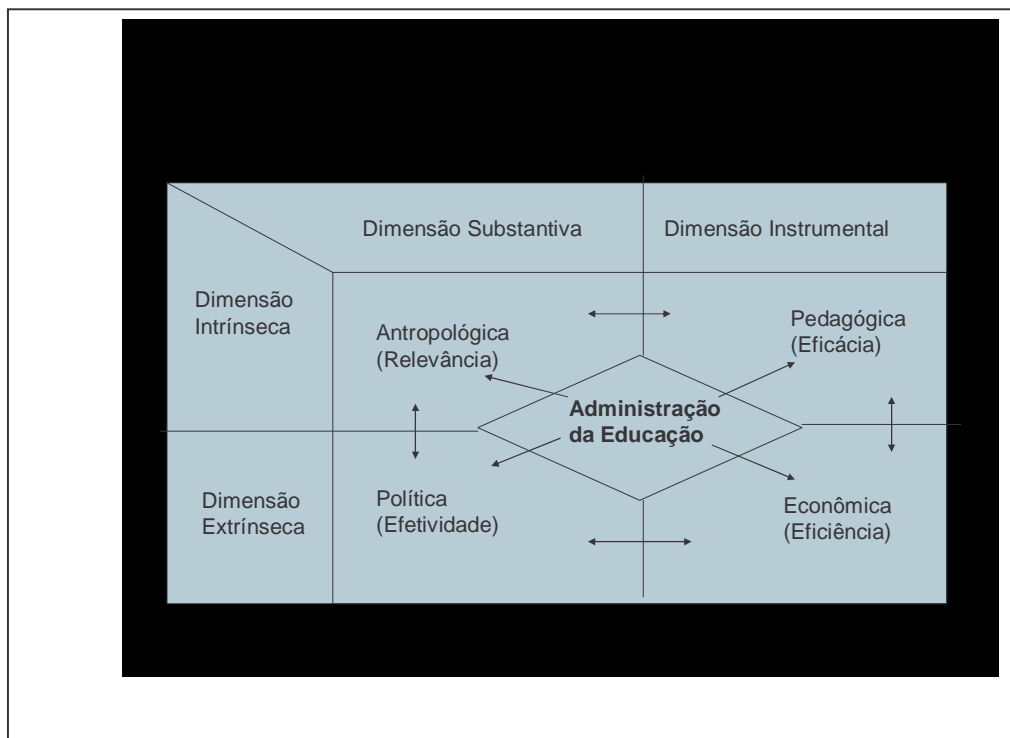 Dimensão Substantiva
Dimensão Instrumental
Dimensão
Intrínseca
Antropológica
(Relevância)
Pedagógica
(Eficácia)
Administração
da Educação
Dimensão
Extrínseca
Política
(Efetividade)
Econômica
(Eficiência)